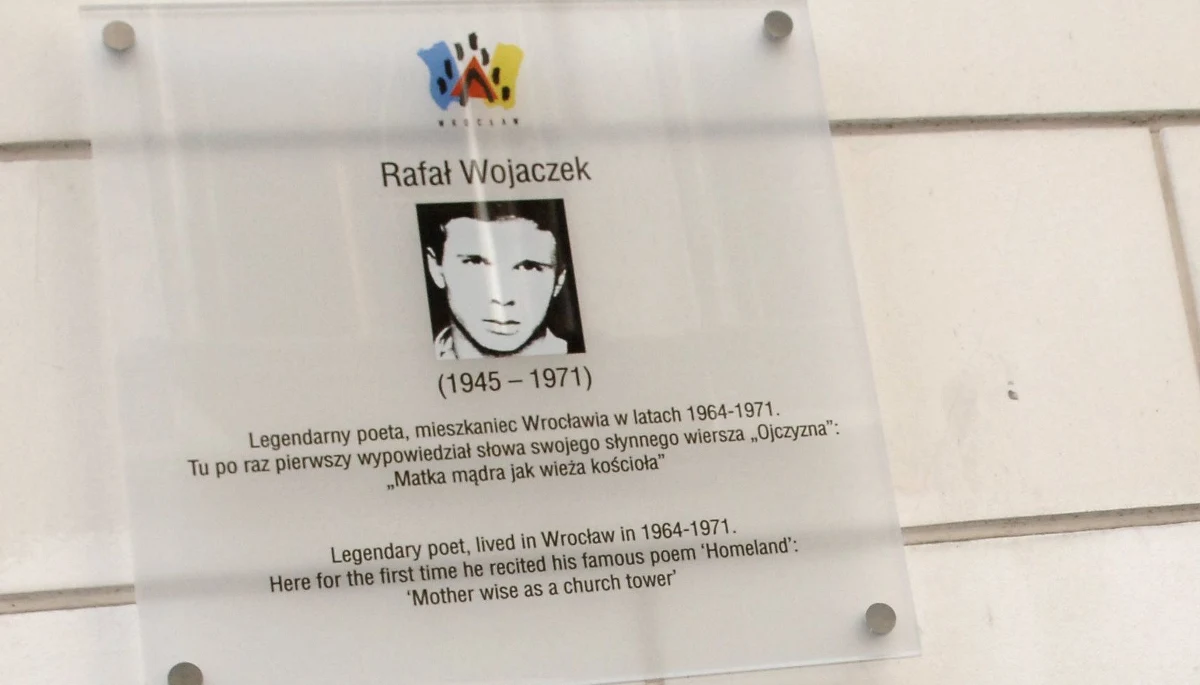 WROCŁAW
Rafał Wojaczek
(1945 – 1971)
Legendarny poeta, mieszkaniec Wrocławia w latach 1964-1971.
Tu po raz pierwszy wypowiedział słowa swojego słynnego wiersza „Ojczyzna”:
„Matka mądra jak wieża kościoła”
Legendary poet, lived in Wrocław in 1964-1971.
Here for the first time he recited his famous poem ‘Homeland’:
‘Mother wise as a church tower’